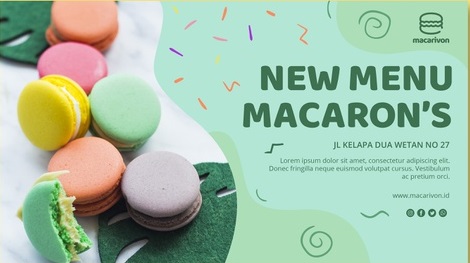 macarivon
NEW MENU
MACARON'S
JL KELAPA DUA WETAN NO 27
Lorem ipsum dolor sit amet, consectetur adipiscing elit.
Donec fringilla neque euismod volutpat cursus. Vestibulum
ac pretium orci.
www.macarivon.id